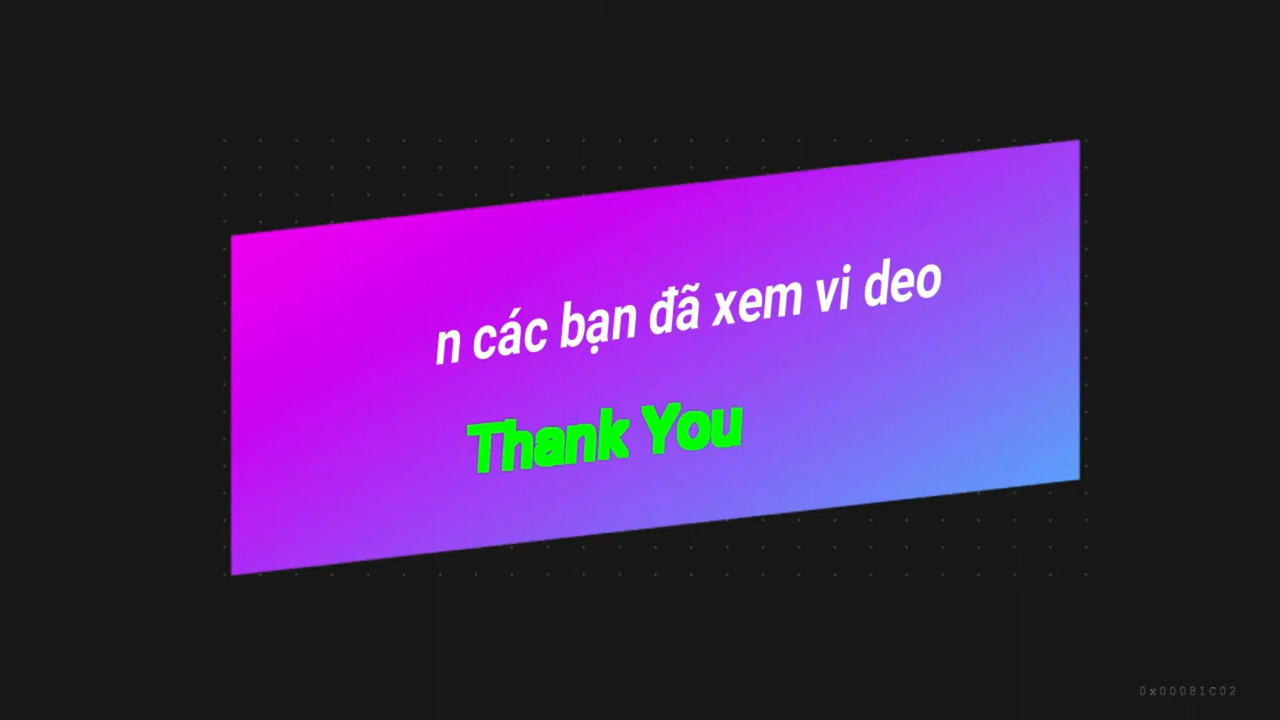 n các bạn đã xem vi deo
Thank You
0x00081C02